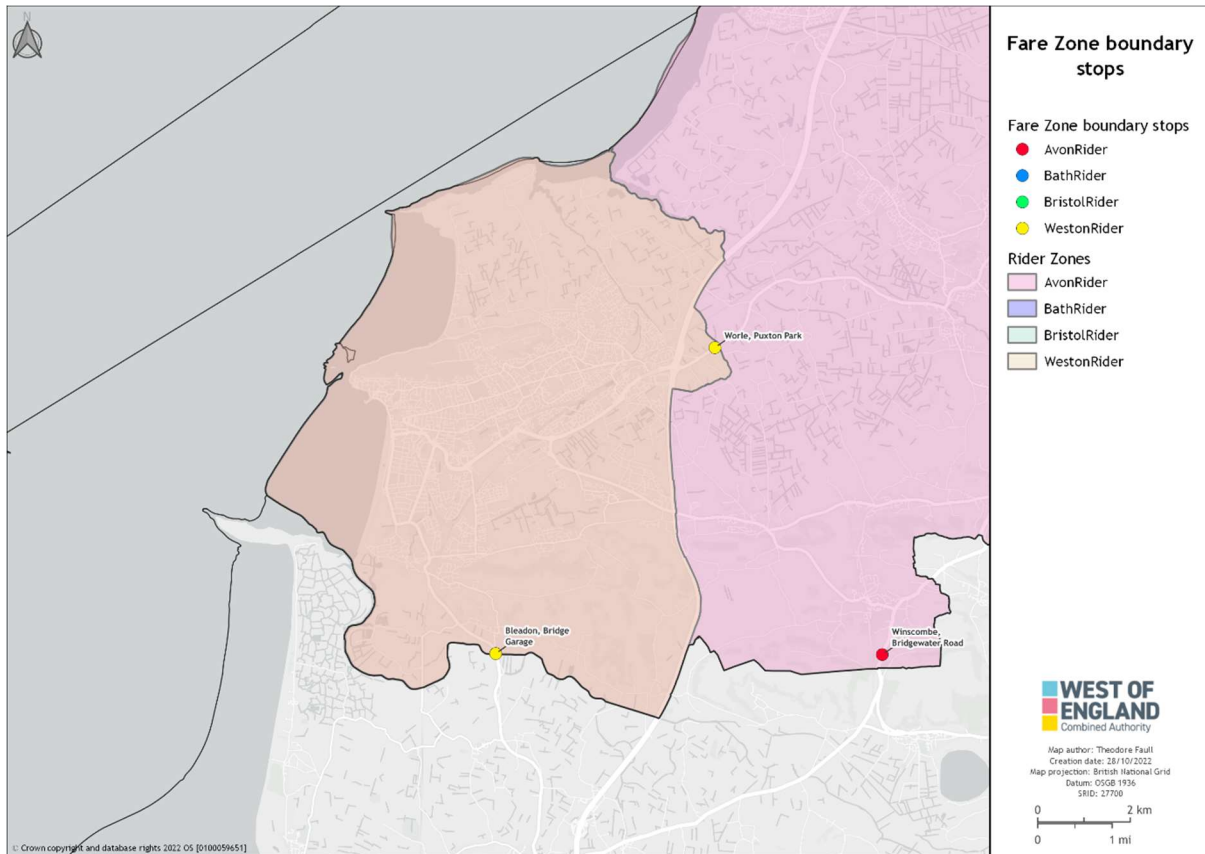 N
Fare Zone boundary
stops
Fare Zone boundary stops
AvonRider
BathRider
BristolRider
WestonRider
Rider Zones
AvonRider
BathRider
BristolRider
WestonRider
Worle, Puxton Park
Bleadon, Bridge
Garage
Winscombe,
Bridgewater Road
WEST OF
ENGLAND
Combined Authority
Map author: Theodore Faull
Creation date: 28/10/2022
Map projection: British National Grid
Datum: OSGB 1936
SRID: 27700
0 2 km
0 1 mi
© Crown copyright and database rights 2022 OS [0100059651]